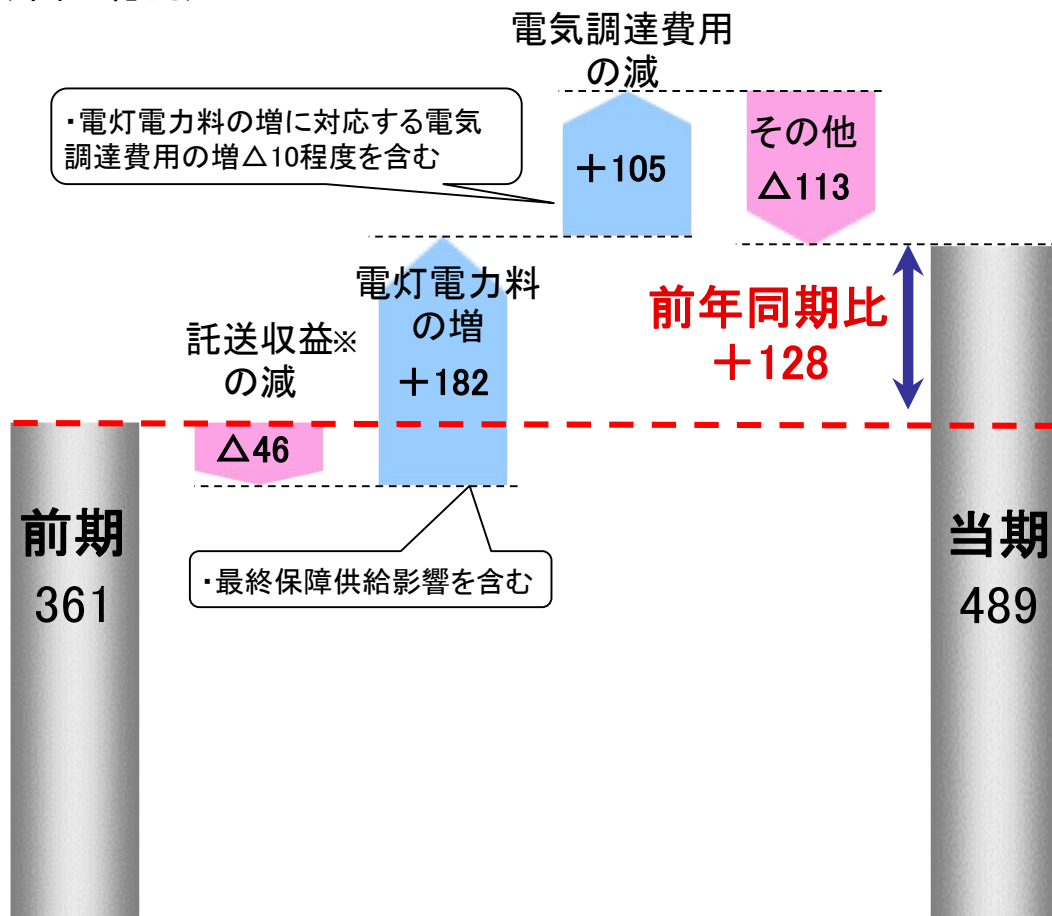 電気調達費用
の減
・電灯電力料の増に対応する電気
調達費用の増△10程度を含む
＋105
その他
△113
電灯電力料
の増
＋182
前年同期比
＋128
託送収益※
の減
△46
前期
361
・最終保障供給影響を含む
当期
489